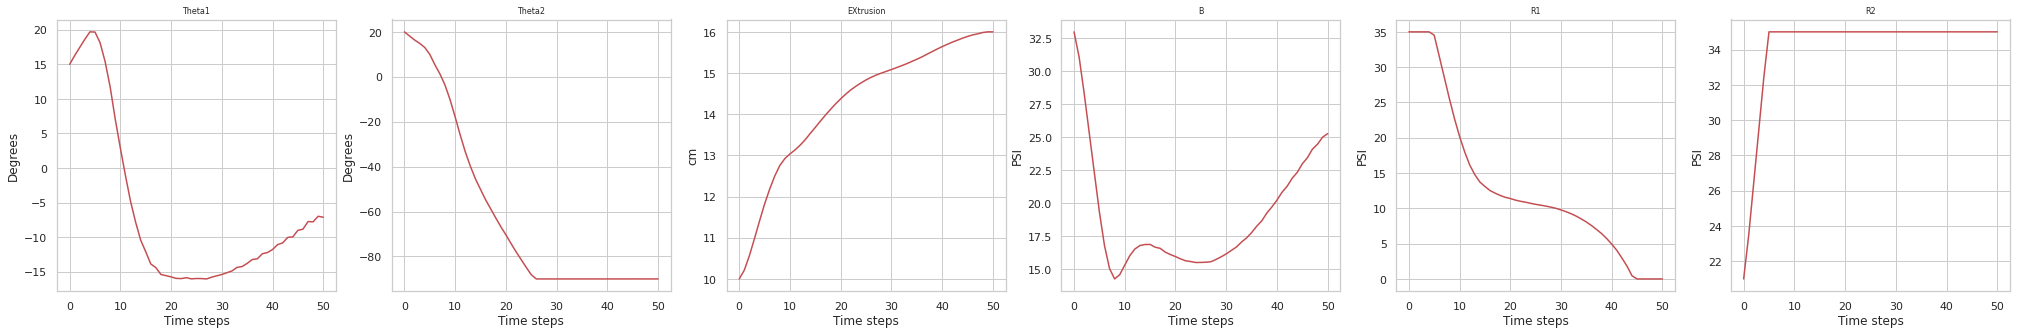 Theta1
Degrees
20
15
10
5
0
−5
−10
−15
0 10 20 30 40 50
Time steps
Theta2
Degrees
20
0
−20
−40
−60
−80
0 10 20 30 40 50
Time steps
EXtrusion
cm
16
15
14
13
12
11
10
0 10 20 30 40 50
Time steps
B
PSI
32.5
30.0
27.5
25.0
22.5
20.0
17.5
15.0
0 10 20 30 40 50
Time steps
R1
PSI
35
30
25
20
15
10
5
0
0 10 20 30 40 50
Time steps
R2
PSI
34
32
30
28
26
24
22
0 10 20 30 40 50
Time steps